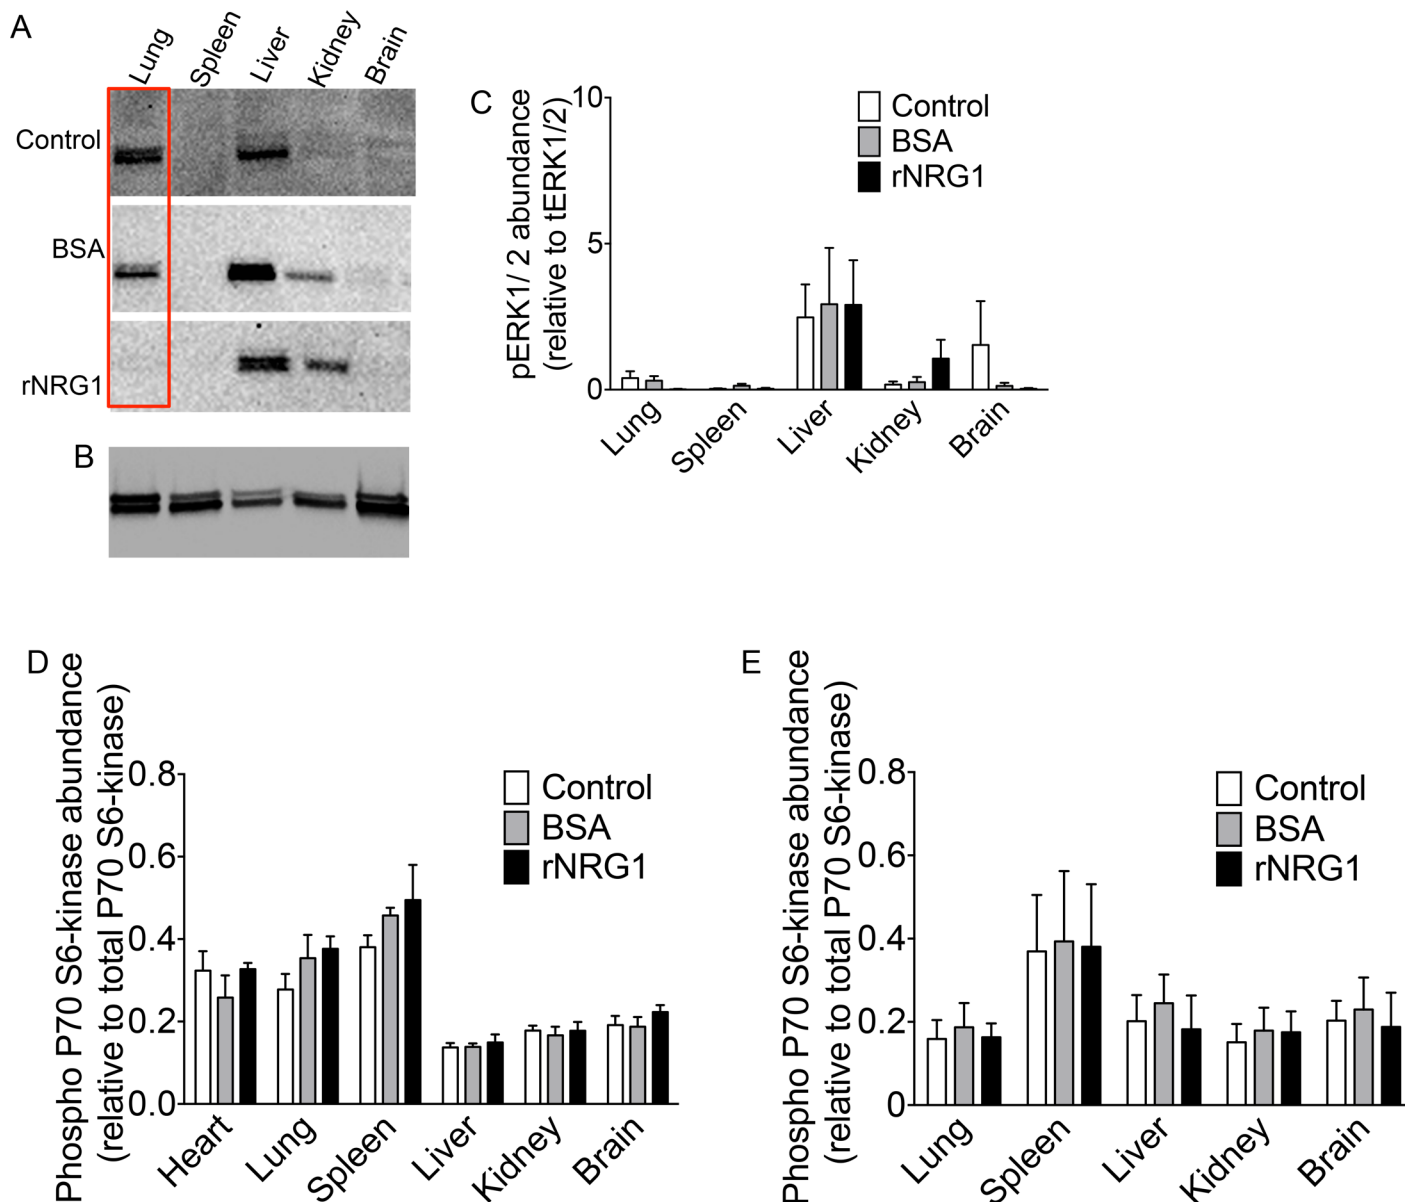 A
Lung
Spleen
Liver
Kidney
Brain
Control
BSA
rNRG1
B
C
pERK1/ 2 abundance
(relative to tERK1/2)
10
5
0
Control
BSA
rNRG1
Lung
Spleen
Liver
Kidney
Brain
D
Phospho P70 S6-kinase abundance
(relative to total P70 S6-kinase)
0.8
0.6
0.4
0.2
0.0
Control
BSA
rNRG1
Heart
Lung
Spleen
Liver
Kidney
Brain
E
Phospho P70 S6-kinase abundance
(relative to total P70 S6-kinase)
0.8
0.6
0.4
0.2
0
Control
BSA
rNRG1
Lung
Spleen
Liver
Kidney
Brain